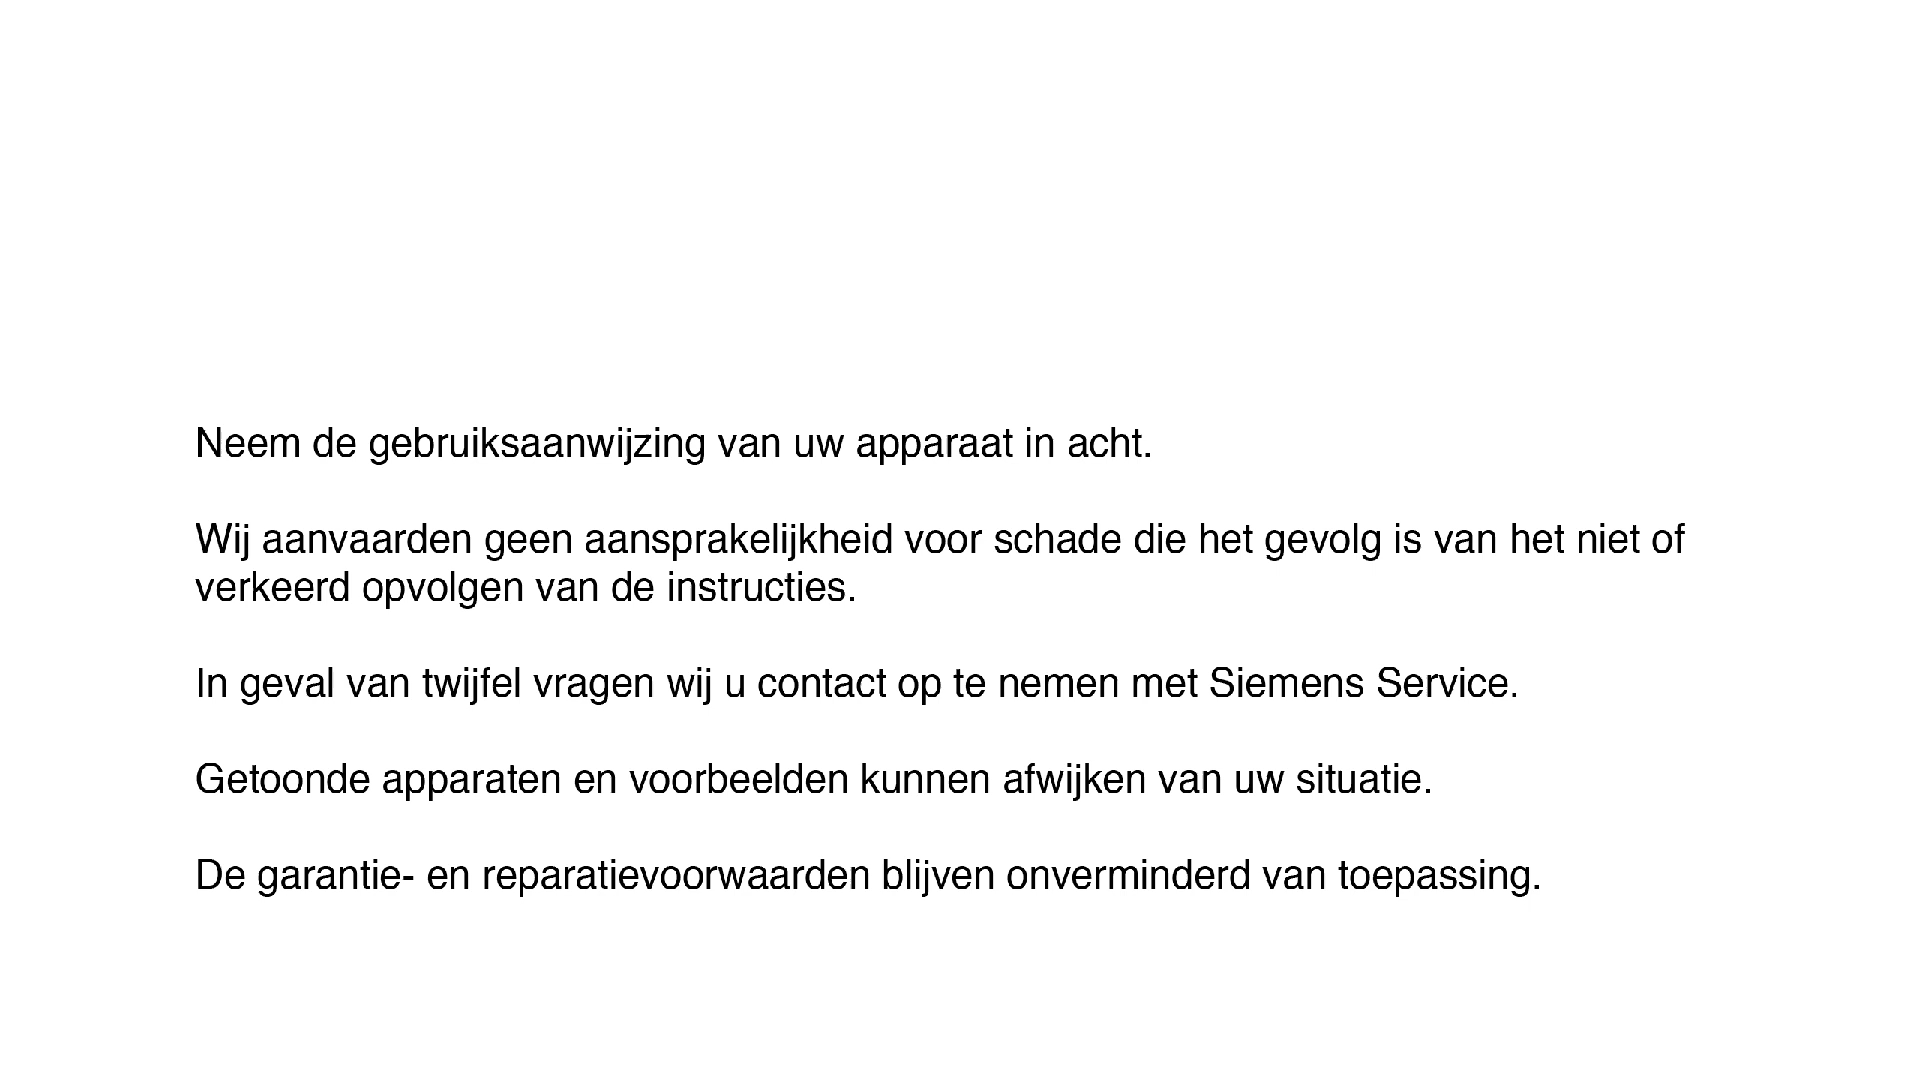 Neem de gebruiksaanwijzing van uw apparaat in acht.
Wij aanvaarden geen aansprakelijkheid voor schade die het gevolg is van het niet of
verkeerd opvolgen van de instructies.
In geval van twijfel vragen wij u contact op te nemen met Siemens Service.
Getoonde apparaten en voorbeelden kunnen afwijken van uw situatie.
De garantie- en reparatievoorwaarden blijven onverminderd van toepassing.